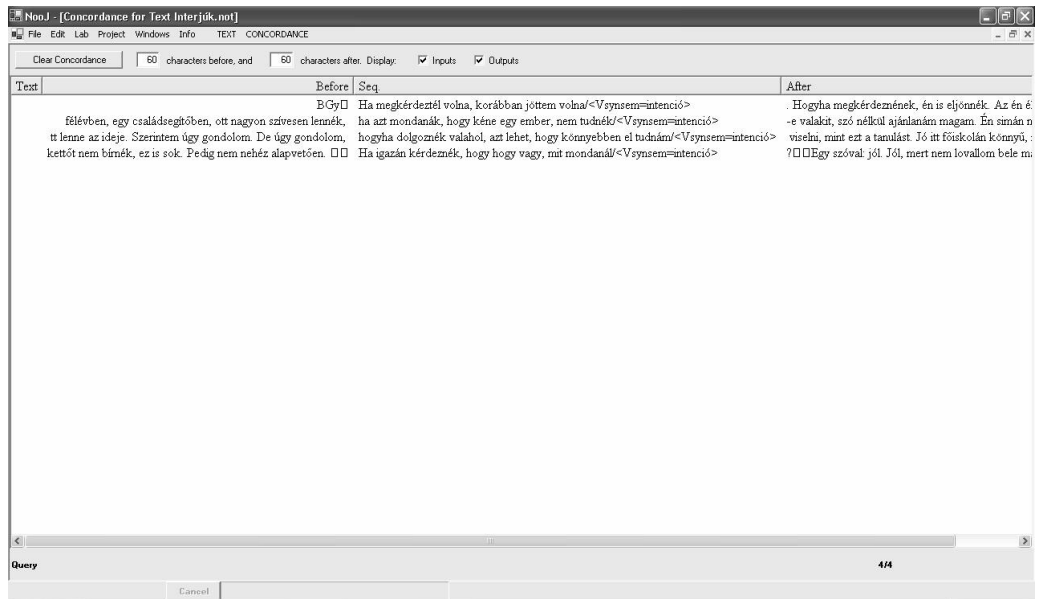 NooJ - [Concordance for Text Interjúk.not]
File Edit Lab Project Windows Info TEXT CONCORDANCE
Clear Concordance 60 characters before, and 60 characters after. Display: Inputs Outputs
Text Before Seq. After
BGy□ Ha megkérdeztél volna, korábban jöttem volna/<Vsynsem=intenció> . Hogyha megkérdeznének, én is eljönnék. Az én él
félévben, egy családsegítőben, ott nagyon szívesen lennék, ha azt mondanák, hogy kéne egy ember, nem tudnék/<Vsynsem=intenció> -e valakit, szó nélkül ajánlanám magam. Én simán n
tt lenne az ideje. Szerintem úgy gondolom. De úgy gondolom, hogyha dolgoznék valahol, azt lehet, hogy könnyebben el tudnám/<Vsynsem=intenció> viselni, mint ezt a tanulást. Jó itt főiskolán könnyű, :
kettőt nem bírnék, ez is sok. Pedig nem nehéz alapvetően. □□ Ha igazán kérdeznék, hogy hogy vagy, mit mondanál/<Vsynsem=intenció> ?□□Egy szóval: jól. Jól, mert nem lovallom bele ma
Query 4/4
Cancel